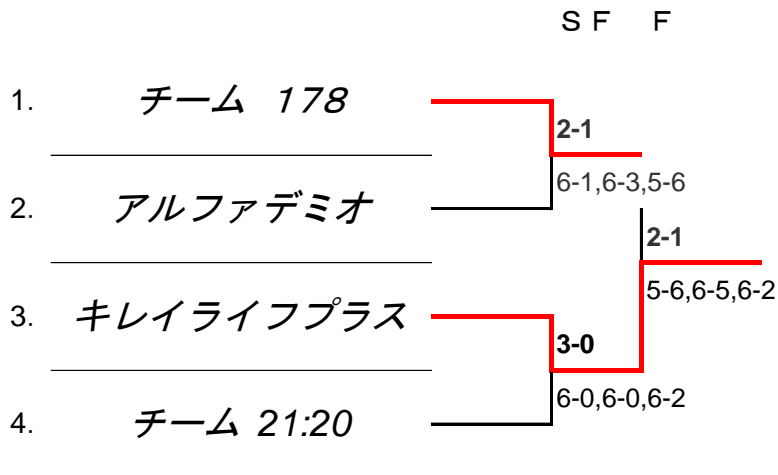 S F F
1. チーム 178
2-1
6-1,6-3,5-6
2. アルファデミオ
2-1
5-6,6-5,6-2
3. キレイライフプラス
3-0
6-0,6-0,6-2
4. チーム 21:20